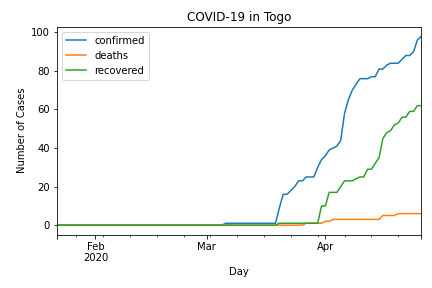 COVID-19 in Togo
confirmed
deaths
recovered
Number of Cases
100
80
60
40
20
0
Feb
2020
Mar
Apr
Day